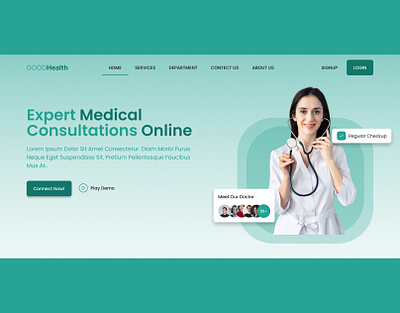 GOODHealth
HOME SERVICES DEPARTMENT CONTECT US ABOUT US SIGNUP LOGIN
Expert Medical
Consultations Online
Lorem Ipsum Dolor Sit Amet Consectetur. Diam Morbi Purus
Neque Eget Suspendisse Sit. Pretium Pellentesque Faucibus
Mus At..
Connect Now!
Play Demo
Regular Checkup
Meet Our Doctor